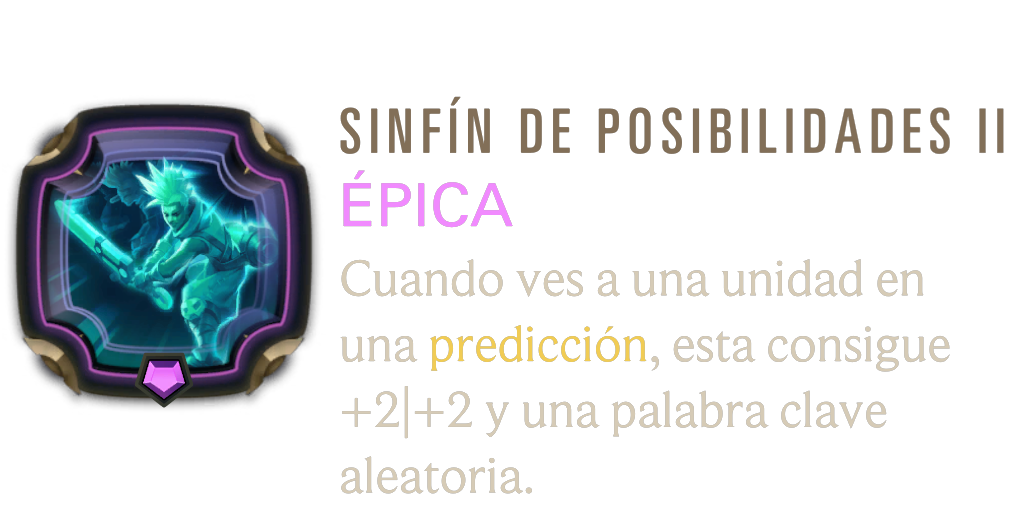 SINFÍN DE POSIBILIDADES II
ÉPICA
Cuando ves a una unidad en
una predicción, esta consigue
+2|+2 y una palabra clave
aleatoria.